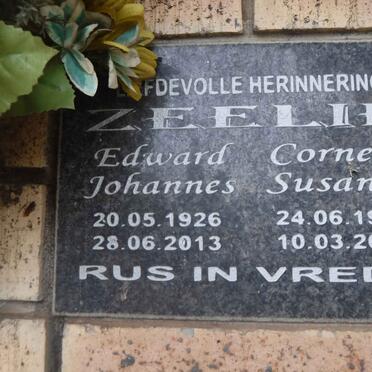 EFDEVOLLE HERINNERING
ZEELI
Edward Corne
Johannes Susan
20.05.1926 24.06.19
28.06.2013 10.03.20
RUS IN VRED